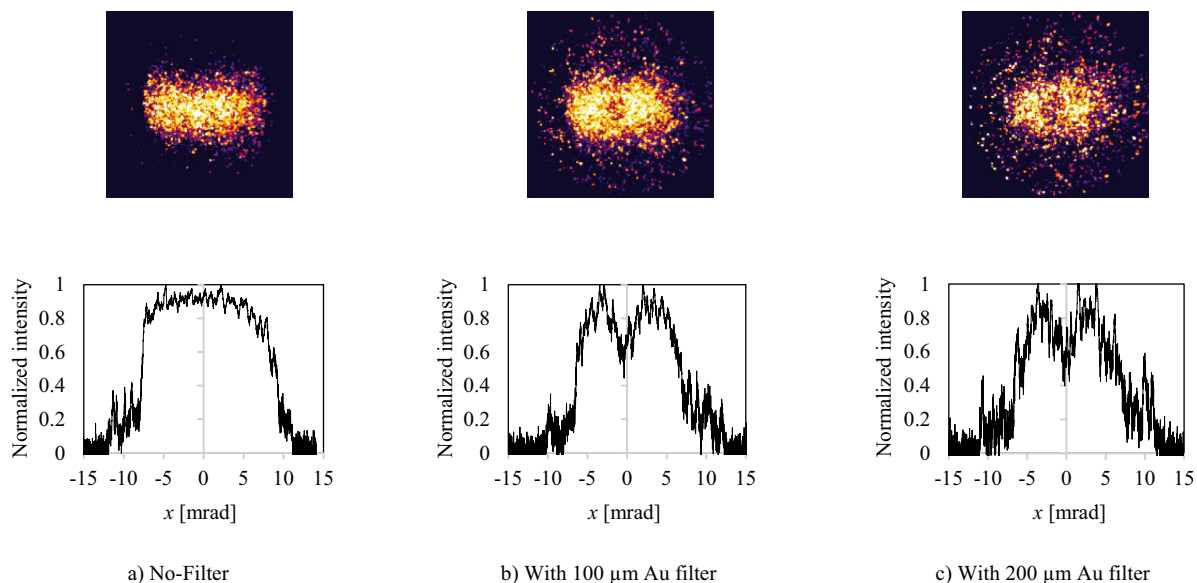 Normalized intensity
1
0.8
0.6
0.4
0.2
0
-15 -10 -5 0 5 10 15
x [mrad]
a) No-Filter
Normalized intensity
1
0.8
0.6
0.4
0.2
0
-15 -10 -5 0 5 10 15
x [mrad]
b) With 100 µm Au filter
Normalized intensity
1
0.8
0.6
0.4
0.2
0
-15 -10 -5 0 5 10 15
x [mrad]
c) With 200 µm Au filter